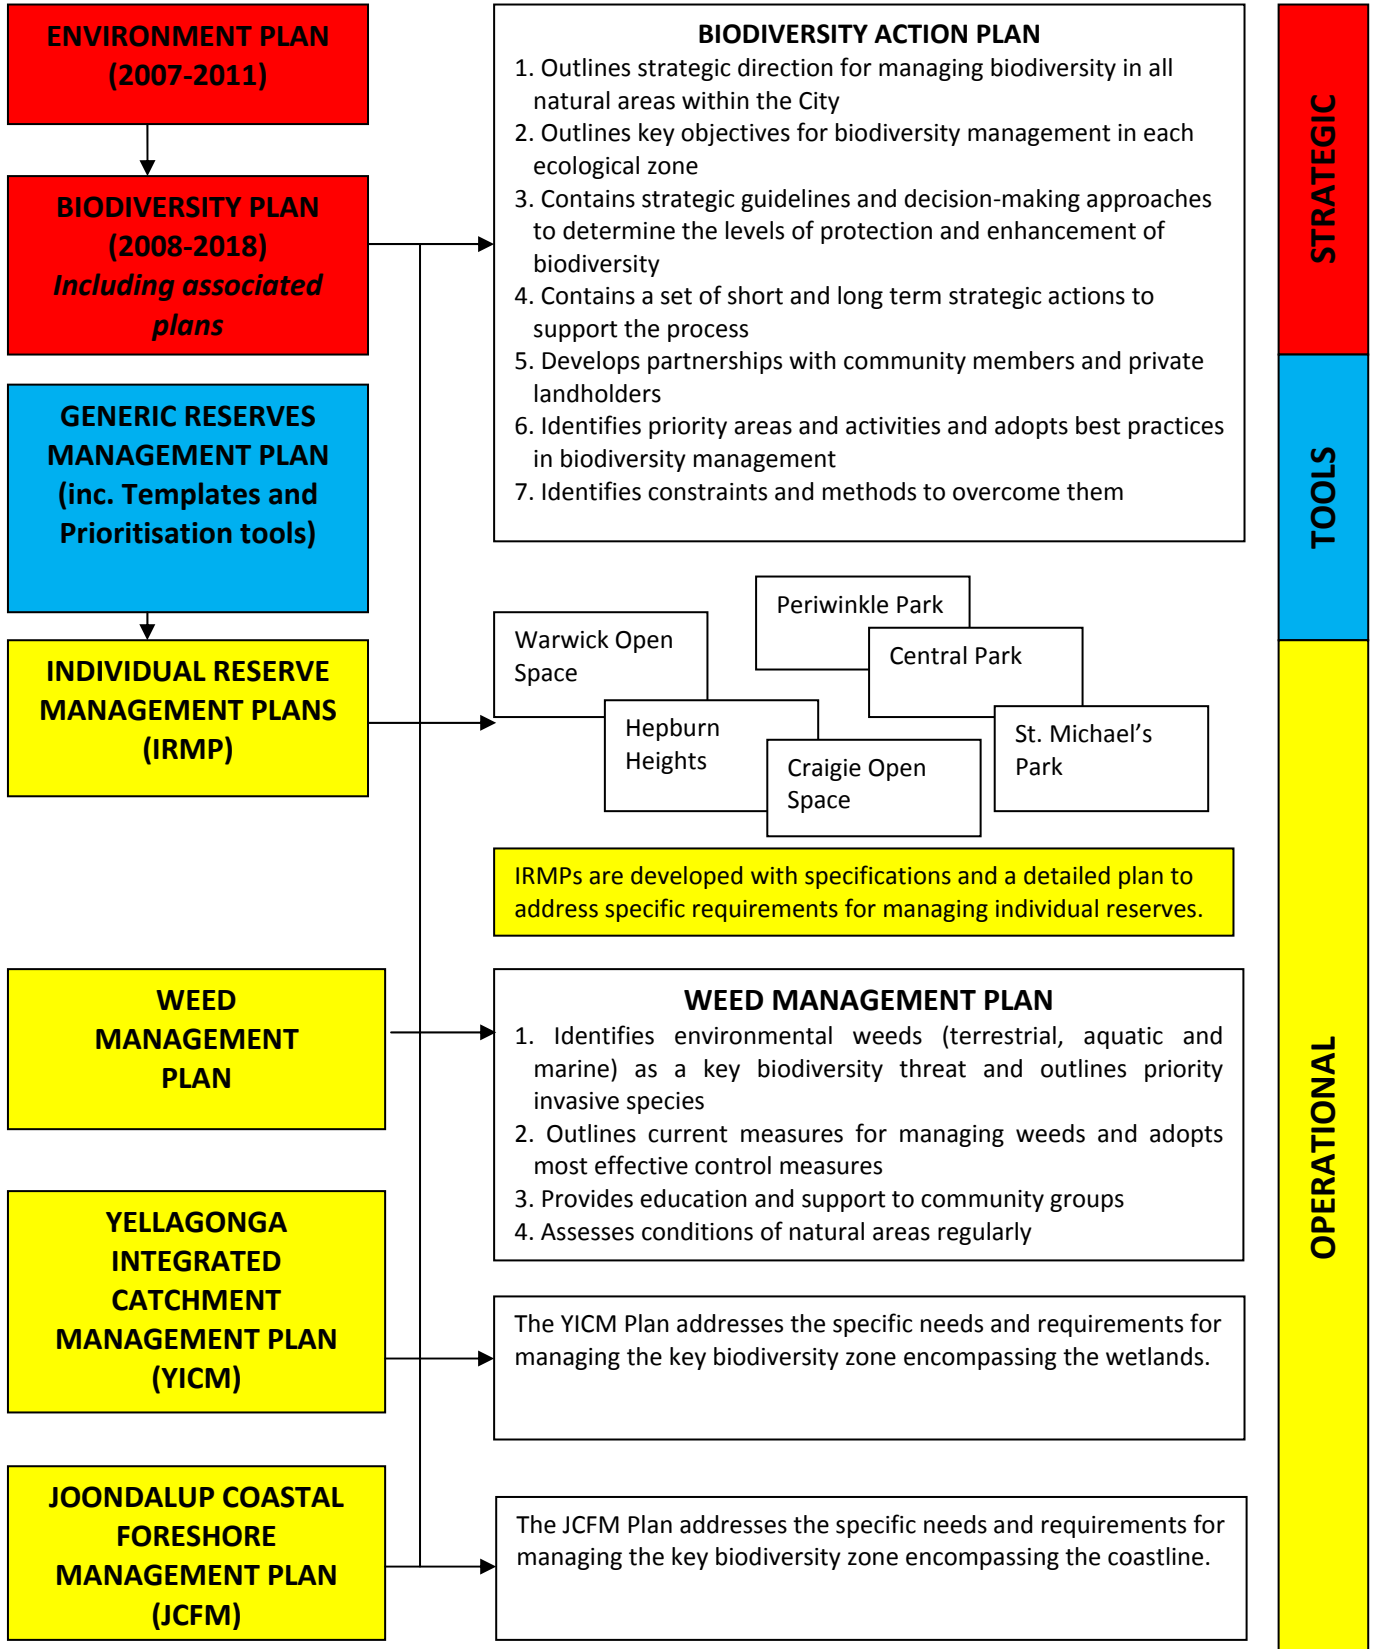 ENVIRONMENT PLAN
(2007-2011)
BIODIVERSITY PLAN
(2008-2018)
Including associated
plans
BIODIVERSITY ACTION PLAN
1. Outlines strategic direction for managing biodiversity in all
natural areas within the City
2. Outlines key objectives for biodiversity management in each
ecological zone
3. Contains strategic guidelines and decision-making approaches
to determine the levels of protection and enhancement of
biodiversity
4. Contains a set of short and long term strategic actions to
support the process
5. Develops partnerships with community members and private
landholders
6. Identifies priority areas and activities and adopts best practices
in biodiversity management
7. Identifies constraints and methods to overcome them
STRATEGIC
GENERIC RESERVES
MANAGEMENT PLAN
(inc. Templates and
Prioritisation tools)
TOOLS
INDIVIDUAL RESERVE
MANAGEMENT PLANS
(IRMP)
Warwick Open
Space
Periwinkle Park
Central Park
Hepburn
Heights
Craigie Open
Space
St. Michael’s
Park
IRMPs are developed with specifications and a detailed plan to
address specific requirements for managing individual reserves.
OPERATIONAL
WEED
MANAGEMENT
PLAN
WEED MANAGEMENT PLAN
1. Identifies environmental weeds (terrestrial, aquatic and
marine) as a key biodiversity threat and outlines priority
invasive species
2. Outlines current measures for managing weeds and adopts
most effective control measures
3. Provides education and support to community groups
4. Assesses conditions of natural areas regularly
YELLAGONGA
INTEGRATED
CATCHMENT
MANAGEMENT PLAN
(YICM)
The YICM Plan addresses the specific needs and requirements for
managing the key biodiversity zone encompassing the wetlands.
JOONDALUP COASTAL
FORESHORE
MANAGEMENT PLAN
(JCFM)
The JCFM Plan addresses the specific needs and requirements for
managing the key biodiversity zone encompassing the coastline.